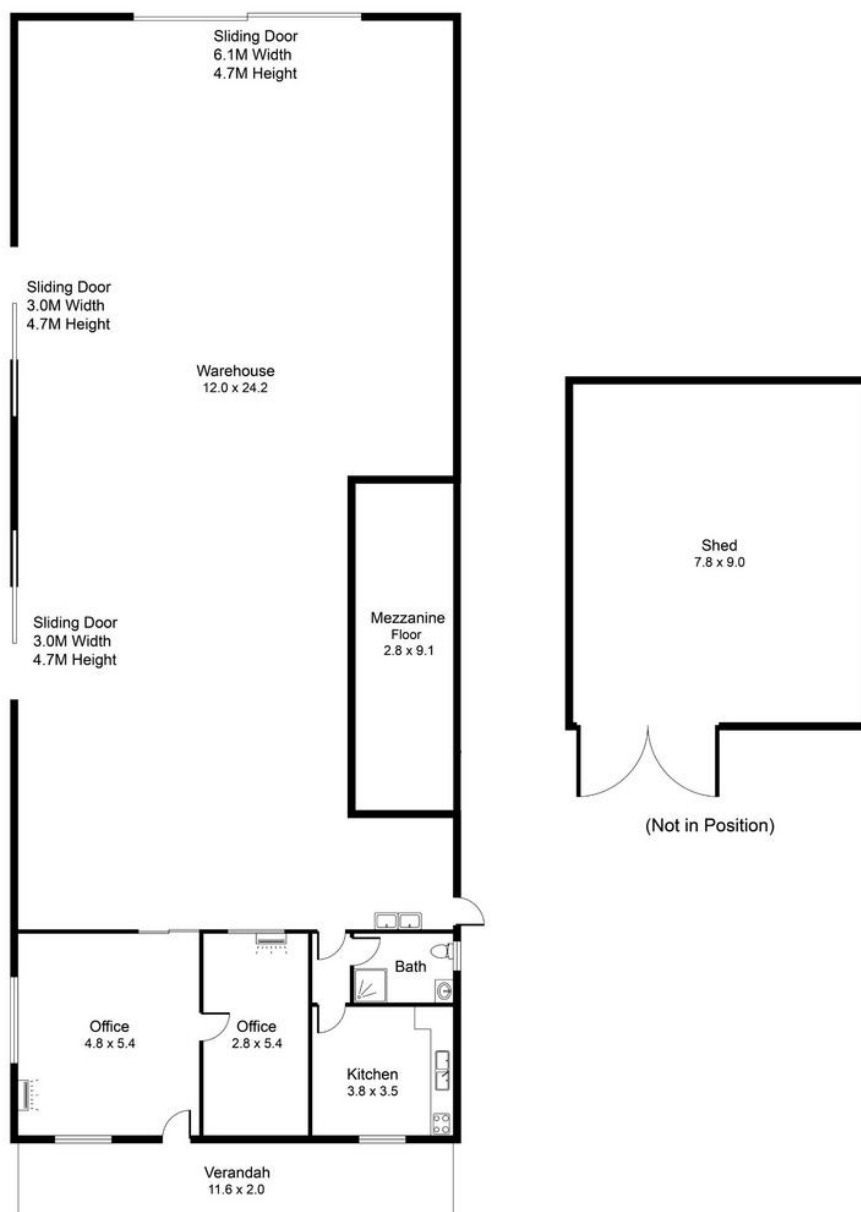 Sliding Door
6.1M Width
4.7M Height
Sliding Door
3.0M Width
4.7M Height
Warehouse
12.0 x 24.2
Shed
7.8 x 9.0
Mezzanine
Floor
2.8 x 9.1
Sliding Door
3.0M Width
4.7M Height
(Not in Position)
Bath
Office
4.8 x 5.4
Office
2.8 x 5.4
Kitchen
3.8 x 3.5
Verandah
11.6 x 2.0